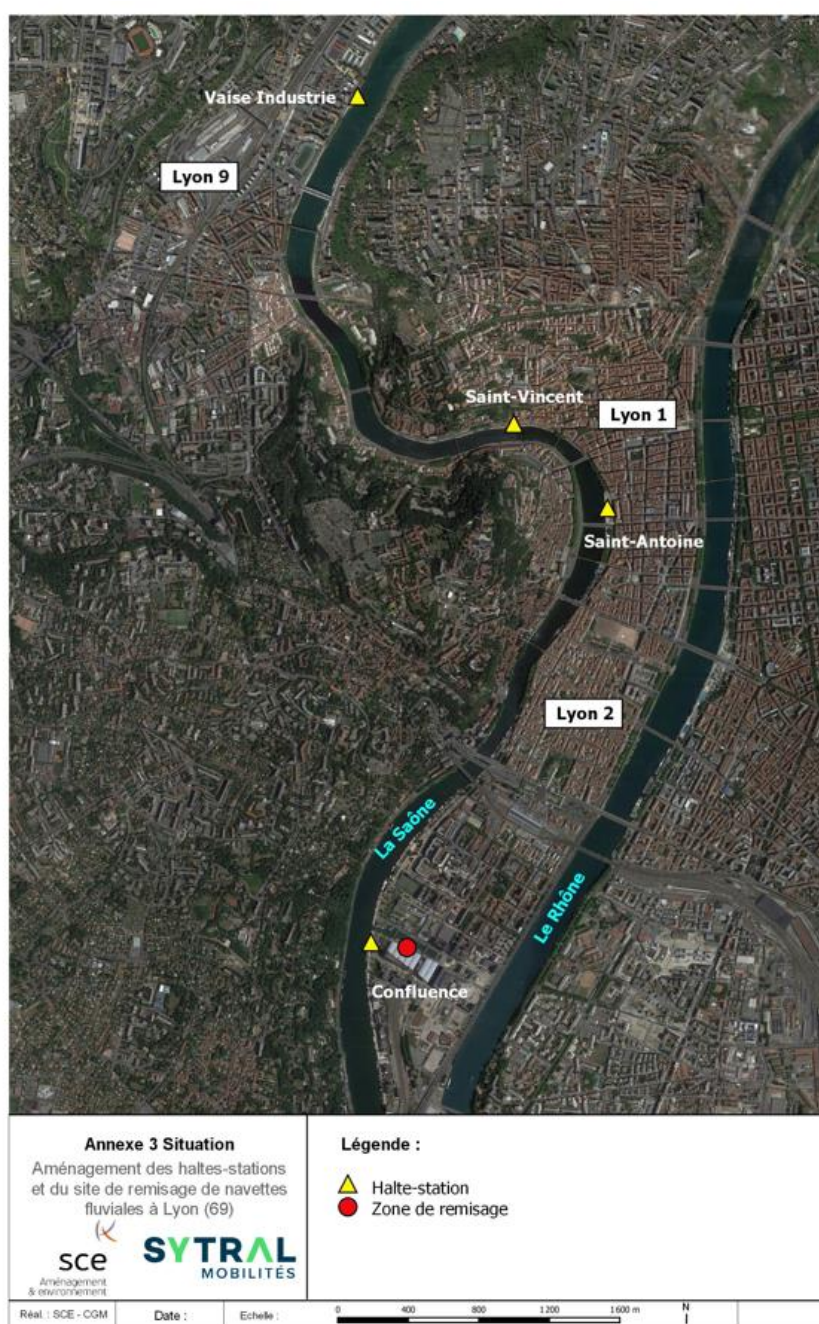 Vaise Industrie
Lyon 9
Saint-Vincent
Lyon 1
Saint-Antoine
Lyon 2
La Saône
Le Rhône
Confluence
Annexe 3 Situation
Aménagement des haltes-stations
et du site de remisage de navettes
fluviales à Lyon (69)
sce
Aménagement
& environnement
SYTRAL
MOBILITÉS
Légende :
Halte-station
Zone de remisage
Réal. : SCE - CGM
Date :
Echelle :
0 400 800 1200 1600 m
N